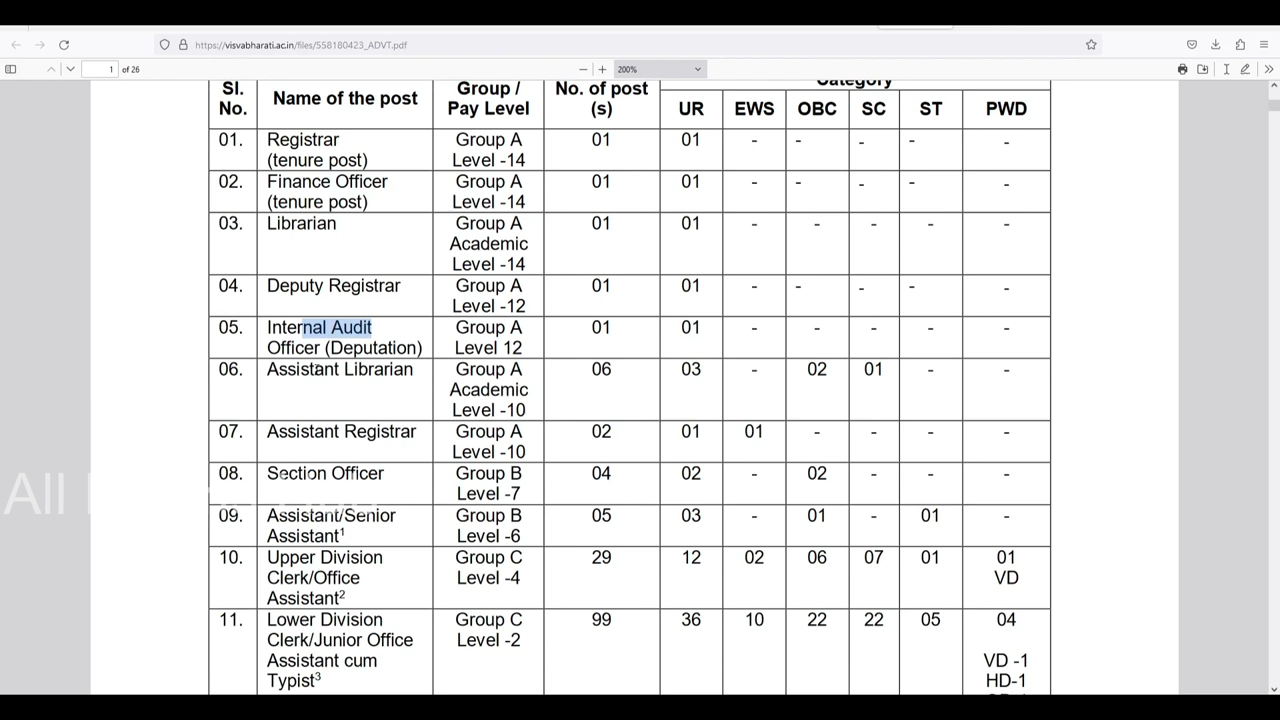 https://visvabharati.ac.in/files/558180423_ADVT.pdf
1 of 26 200%
Category
Sl. No. Name of the post Group / Pay Level No. of post (s) UR EWS OBC SC ST PWD
01. Registrar (tenure post) Group A Level -14 01 01 - - - - -
02. Finance Officer (tenure post) Group A Level -14 01 01 - - - - -
03. Librarian Group A Academic Level -14 01 01 - - - - -
04. Deputy Registrar Group A Level -12 01 01 - - - - -
05. Internal Audit Officer (Deputation) Group A Level 12 01 01 - - - - -
06. Assistant Librarian Group A Academic Level -10 06 03 - 02 01 - -
07. Assistant Registrar Group A Level -10 02 01 01 - - - -
08. Section Officer Group B Level -7 04 02 - 02 - - -
09. Assistant/Senior Assistant¹ Group B Level -6 05 03 - 01 - 01 -
10. Upper Division Clerk/Office Assistant² Group C Level -4 29 12 02 06 07 01 01 VD
11. Lower Division Clerk/Junior Office Assistant cum Typist³ Group C Level -2 99 36 10 22 22 05 04 VD -1 HD-1
All